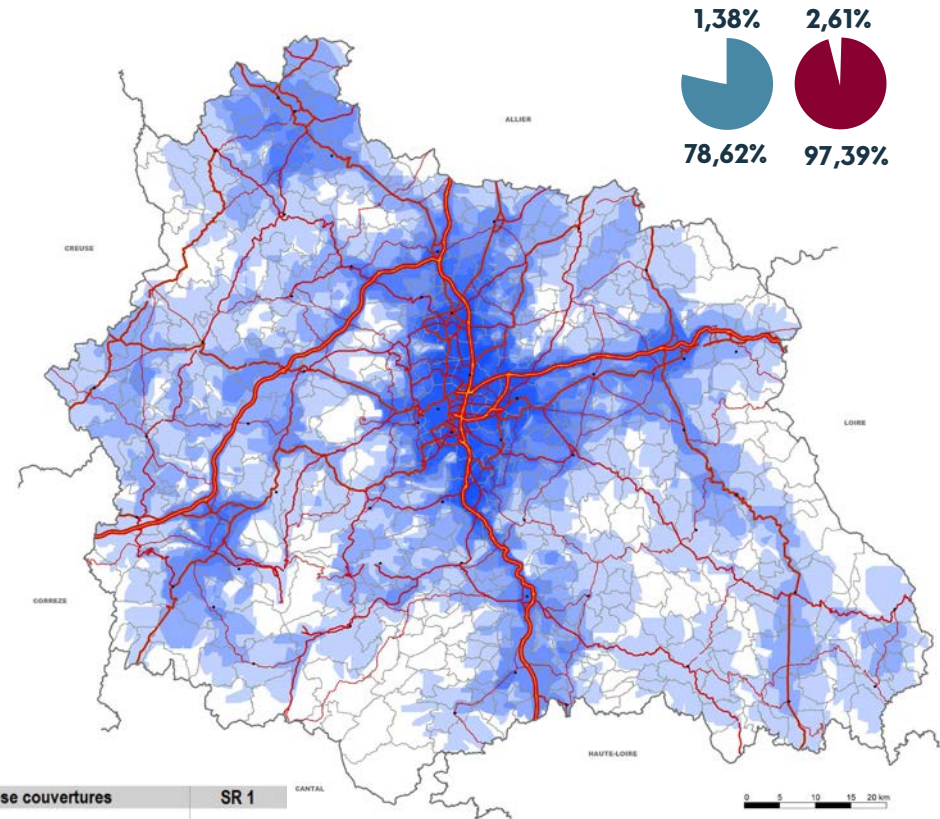 1,38% 2,61%
78,62% 97,39%
ALLIER
CREUSE
LOIRE
CORREZE
HAUTE-LOIRE
CANTAL
se couvertures SR 1
0 5 10 15 20 km